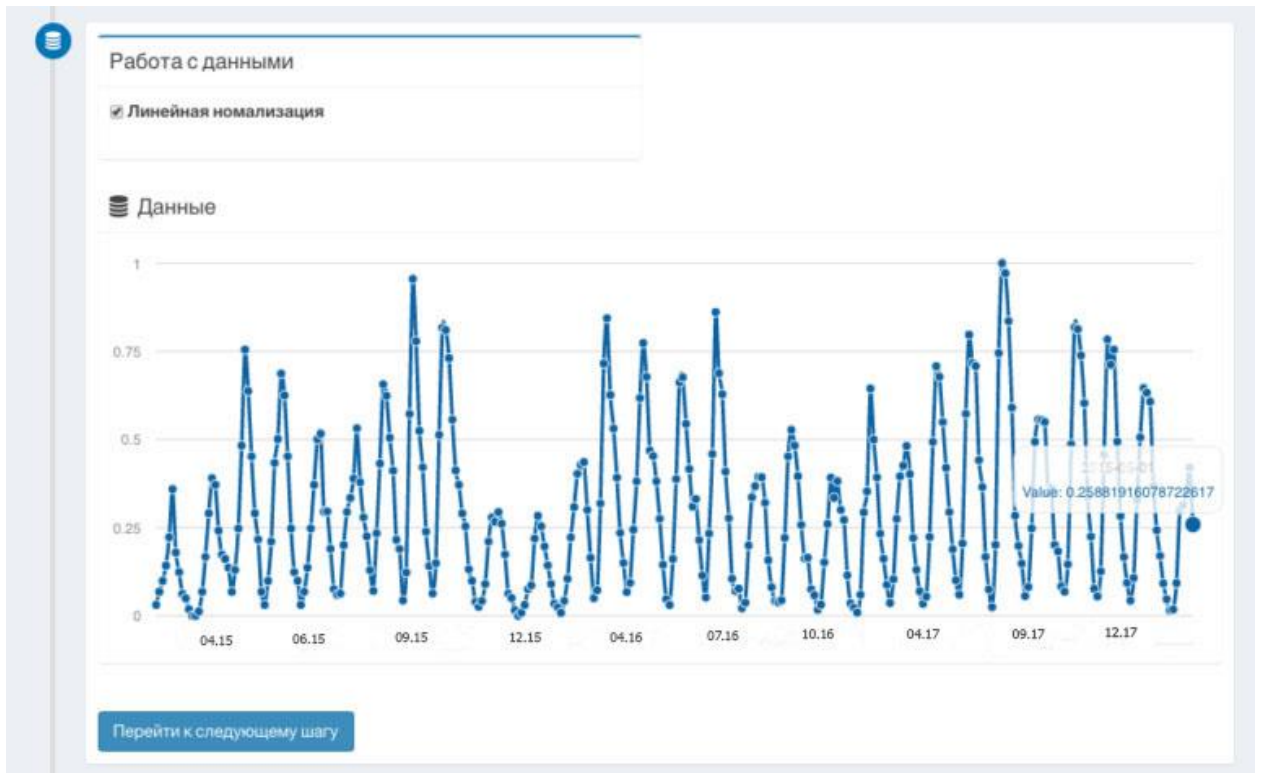 Работа с данными
Линейная номализация
Данные
1
0.75
0.5
0.25
0
Value: 0.25881916078722617
04.15 06.15 09.15 12.15 04.16 07.16 10.16 04.17 09.17 12.17
Перейти к следующему шагу